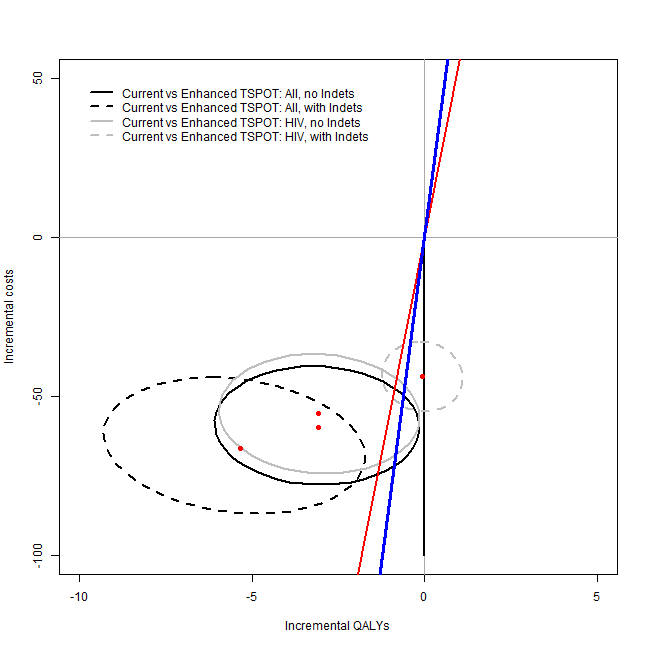 50
Current vs Enhanced TSPOT: All, no Indets
Current vs Enhanced TSPOT: All, with Indets
Current vs Enhanced TSPOT: HIV, no Indets
Current vs Enhanced TSPOT: HIV, with Indets
0
Incremental costs
-50
-100
-10 -5 0 5
Incremental QALYs